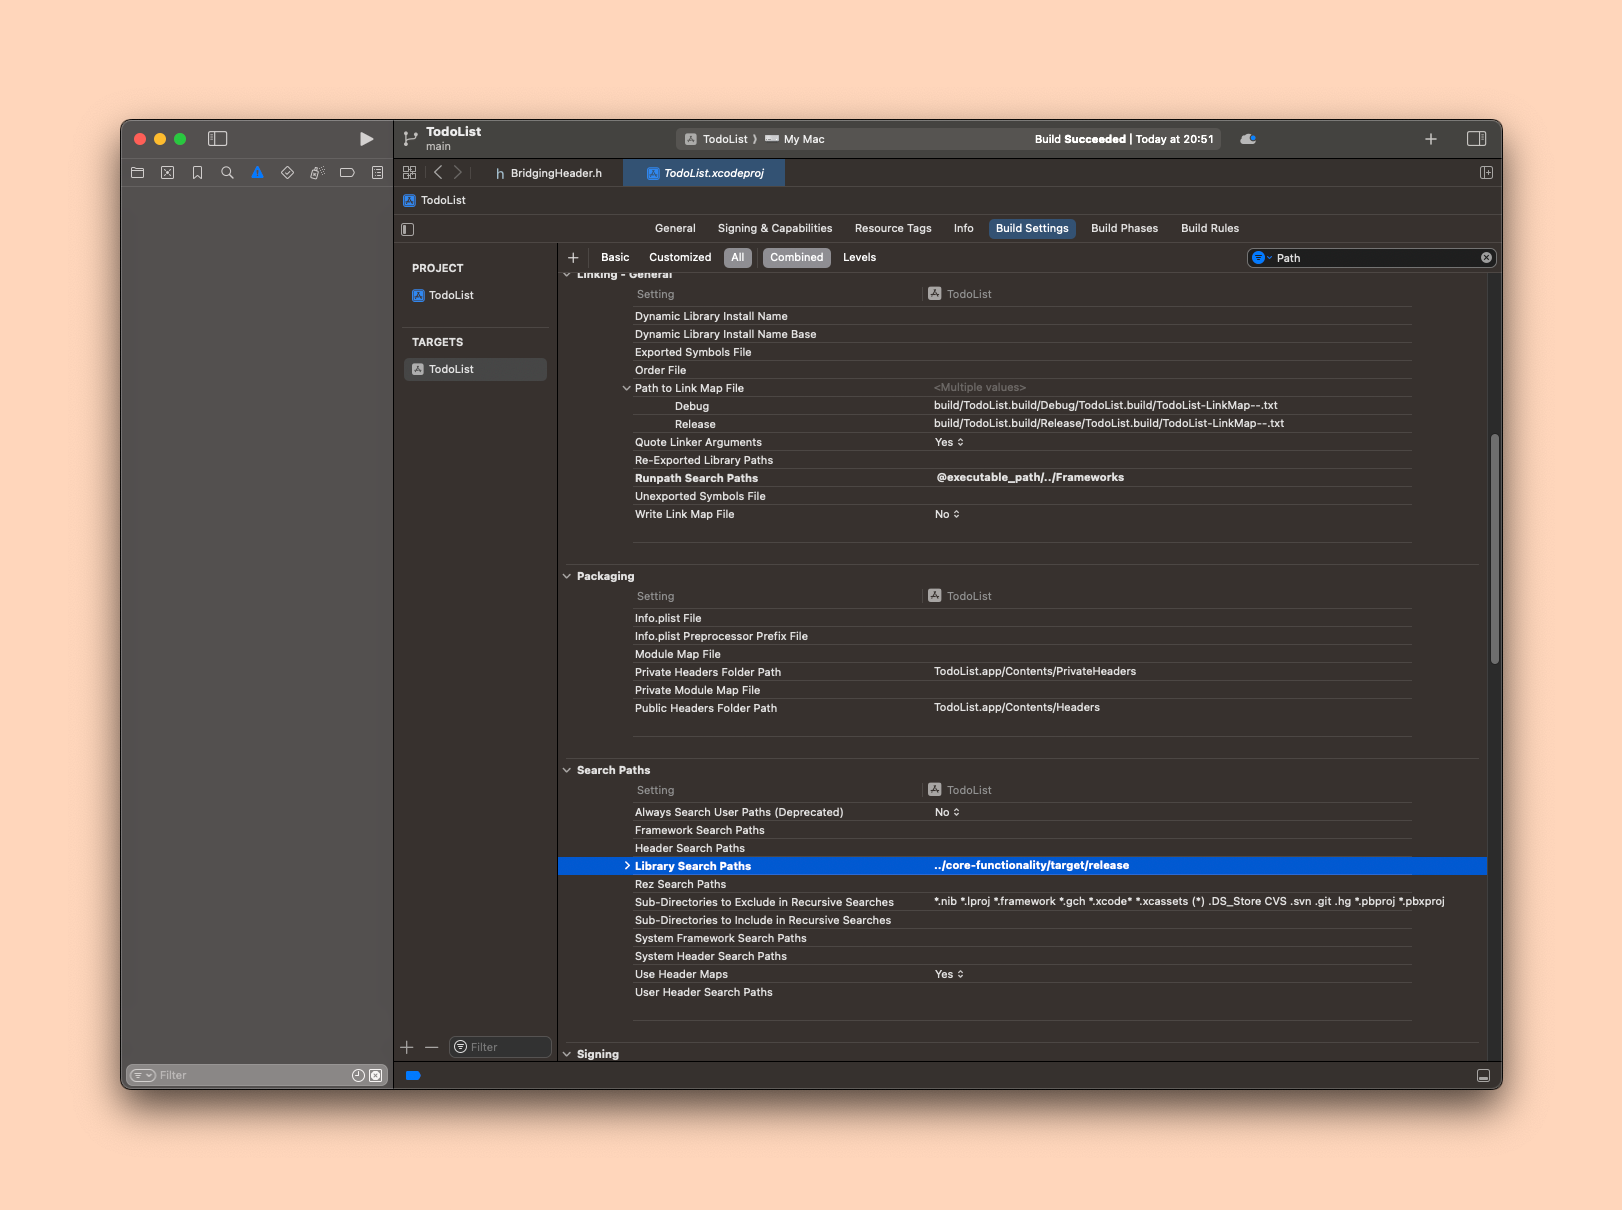 TodoList
main
TodoList My Mac
Build Succeeded | Today at 20:51
h BridgingHeader.h
TodoList.xcodeproj
TodoList
General Signing & Capabilities Resource Tags Info Build Settings Build Phases Build Rules
Basic Customized All Combined Levels
Path
PROJECT
TodoList
TARGETS
TodoList
Filter
Linking - General
Setting TodoList
Dynamic Library Install Name
Dynamic Library Install Name Base
Exported Symbols File
Order File
Path to Link Map File <Multiple values>
Debug build/TodoList.build/Debug/TodoList.build/TodoList-LinkMap--.txt
Release build/TodoList.build/Release/TodoList.build/TodoList-LinkMap--.txt
Quote Linker Arguments Yes
Re-Exported Library Paths
Runpath Search Paths @executable_path/../Frameworks
Unexported Symbols File
Write Link Map File No
Packaging
Setting TodoList
Info.plist File
Info.plist Preprocessor Prefix File
Module Map File
Private Headers Folder Path TodoList.app/Contents/PrivateHeaders
Private Module Map File
Public Headers Folder Path TodoList.app/Contents/Headers
Search Paths
Setting TodoList
Always Search User Paths (Deprecated) No
Framework Search Paths
Header Search Paths
Library Search Paths ../core-functionality/target/release
Rez Search Paths
Sub-Directories to Exclude in Recursive Searches *.nib *.lproj *.framework *.gch *.xcode* *.xcassets (*) .DS_Store CVS .svn .git .hg *.pbproj *.pbxproj
Sub-Directories to Include in Recursive Searches
System Framework Search Paths
System Header Search Paths
Use Header Maps Yes
User Header Search Paths
Signing
Filter